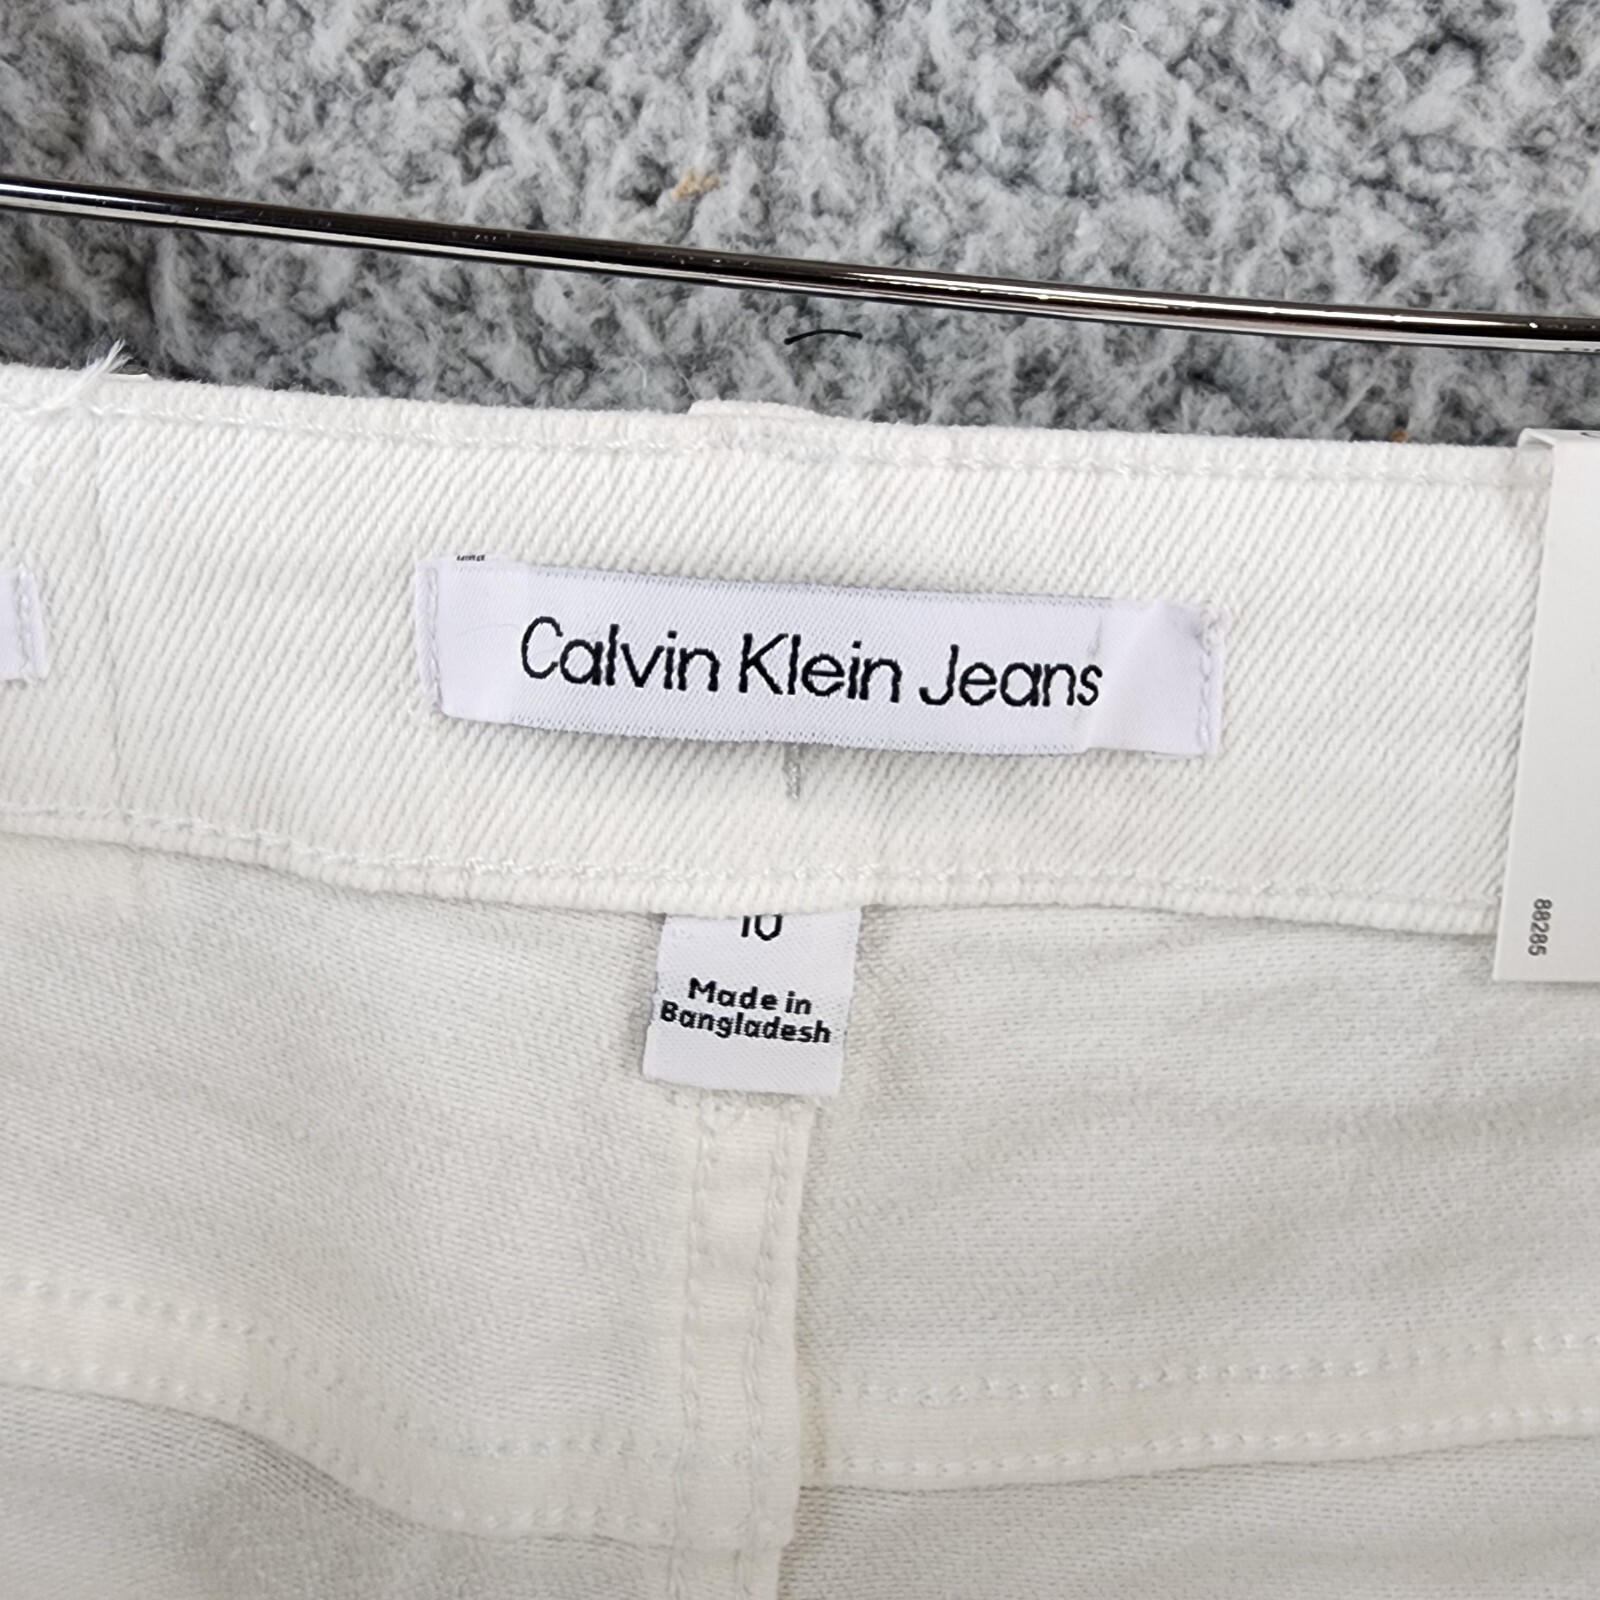 Calvin Klein Jeans
10
Made in
Bangladesh
88285